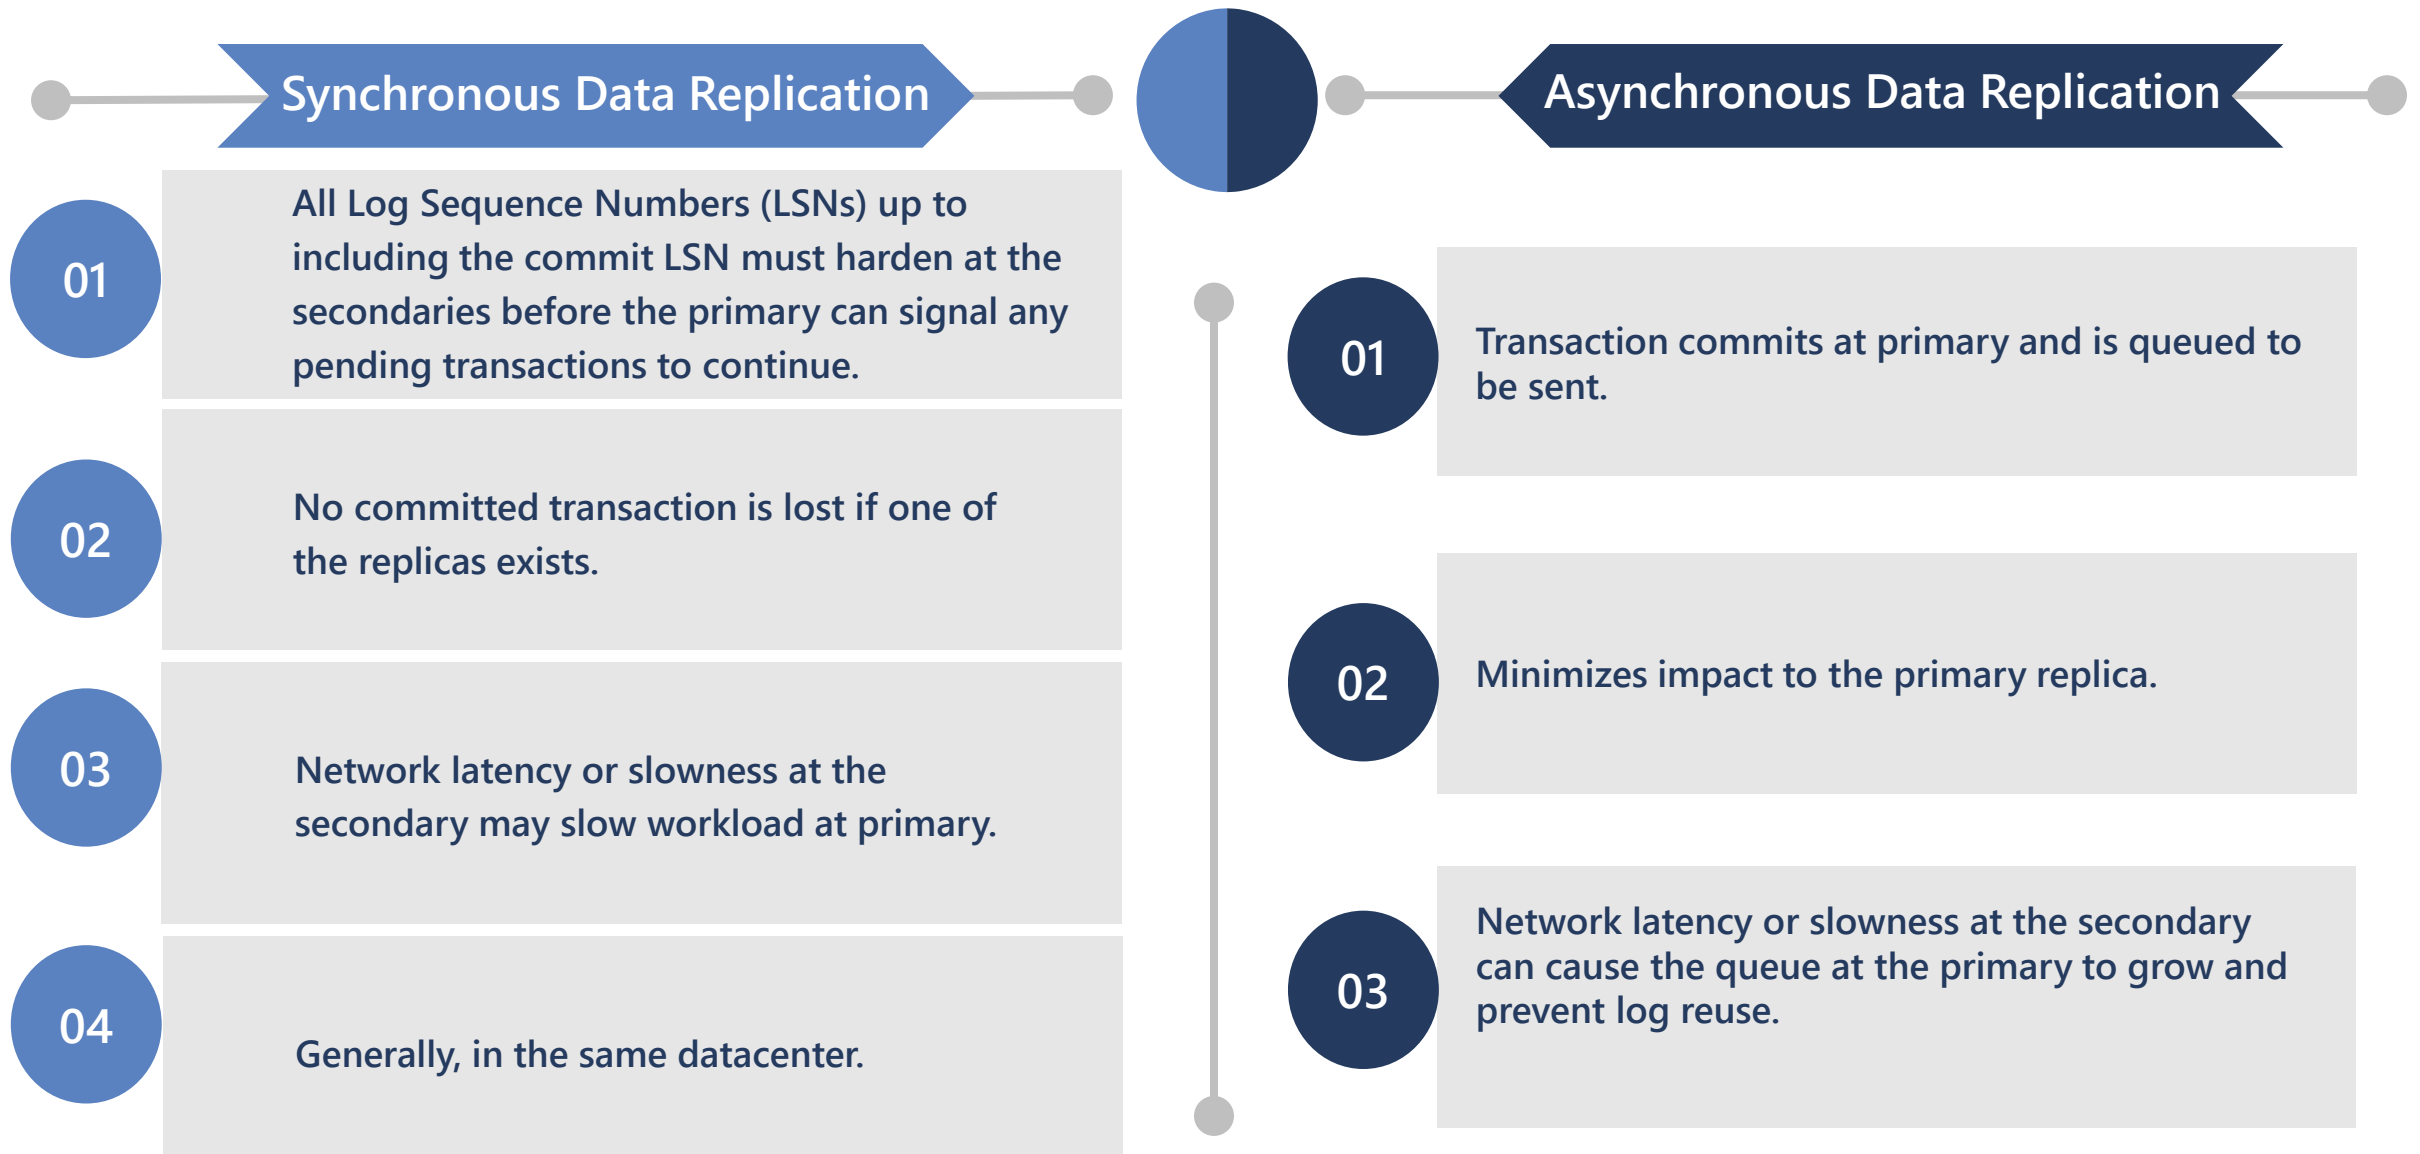 Synchronous Data Replication
01
All Log Sequence Numbers (LSNs) up to
including the commit LSN must harden at the
secondaries before the primary can signal any
pending transactions to continue.
02
No committed transaction is lost if one of
the replicas exists.
03
Network latency or slowness at the
secondary may slow workload at primary.
04
Generally, in the same datacenter.
Asynchronous Data Replication
01
Transaction commits at primary and is queued to
be sent.
02
Minimizes impact to the primary replica.
03
Network latency or slowness at the secondary
can cause the queue at the primary to grow and
prevent log reuse.